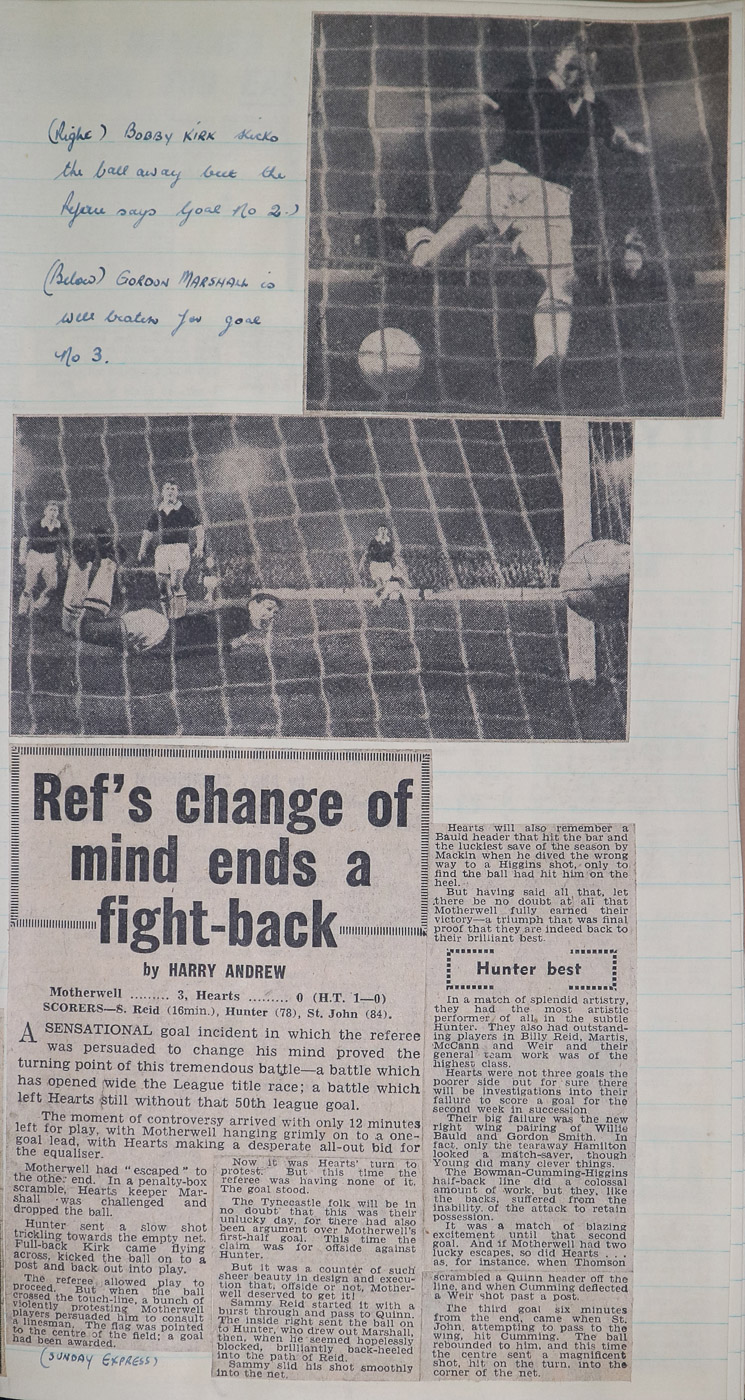 (Right) BOBBY KIRK kicks
the ball away but the
Referee says Goal No 2.)
(Below) GORDON MARSHALL is
well beaten for goal
No 3.
Ref's change of
mind ends a
fight-back
by HARRY ANDREW
Motherwell ......... 3, Hearts ......... 0 (H.T. 1—0)
SCORERS—S. Reid (16min.), Hunter (78), St. John (84).
A SENSATIONAL goal incident in which the referee
was persuaded to change his mind proved the
turning point of this tremendous battle—a battle which
has opened wide the League title race; a battle which
left Hearts still without that 50th league goal.
The moment of controversy arrived with only 12 minutes
left for play, with Motherwell hanging grimly on to a one-
goal lead, with Hearts making a desperate all-out bid for
the equaliser.
Motherwell had "escaped" to
the other end. In a penalty-box
scramble, Hearts keeper Mar-
shall was challenged and
dropped the ball.
Hunter sent a slow shot
trickling towards the empty net.
Full-back Kirk came flying
across, kicked the ball on to a
post and back out into play.
The referee allowed play to
proceed. But when the ball
crossed the touch-line, a bunch of
violently protesting Motherwell
players persuaded him to consult
a linesman. The flag was pointed
to the centre of the field; a goal
had been awarded.
(SUNDAY EXPRESS)
Now it was Hearts' turn to
protest. But this time the
referee was having none of it.
The goal stood.
The Tynecastle folk will be in
no doubt that this was their
unlucky day, for there had also
been argument over Motherwell's
first-half goal. This time the
claim was for offside against
Hunter.
But it was a counter of such
sheer beauty in design and execu-
tion that, offside or not, Mother-
well deserved to get it!
Sammy Reid started it with a
burst through and pass to Quinn.
The inside right sent the ball on
to Hunter, who drew out Marshall,
then, when he seemed hopelessly
blocked, brilliantly back-heeled
into the path of Reid.
Sammy slid his shot smoothly
into the net.
Hearts will also remember a
Bauld header that hit the bar and
the luckiest save of the season by
Mackin when he dived the wrong
way to a Higgins shot, only to
find the ball had hit him on the
heel.
But having said all that, let
there be no doubt at all that
Motherwell fully earned their
victory—a triumph that was final
proof that they are indeed back to
their brilliant best.
Hunter best
In a match of splendid artistry,
they had the most artistic
performer of all in the subtle
Hunter. They also had outstand-
ing players in Billy Reid, Martis,
McCann and Weir and their
general team work was of the
highest class.
Hearts were not three goals the
poorer side but for sure there
will be investigations into their
failure to score a goal for the
second week in succession
Their big failure was the new
right wing pairing of Willie
Bauld and Gordon Smith. In
fact, only the tearaway Hamilton
looked a match-saver, though
Young did many clever things.
The Bowman-Cumming-Higgins
half-back line did a colossal
amount of work, but they, like
the backs, suffered from the
inability of the attack to retain
possession.
It was a match of blazing
excitement until that second
goal. And if Motherwell had two
lucky escapes, so did Hearts . . .
as, for instance, when Thomson
scrambled a Quinn header off the
line, and when Cumming deflected
a Weir shot past a post.
The third goal six minutes
from the end, came when St.
John, attempting to pass to the
wing, hit Cumming. The ball
rebounded to him, and this time
the centre sent a magnificent
shot, hit on the turn, into the
corner of the net.